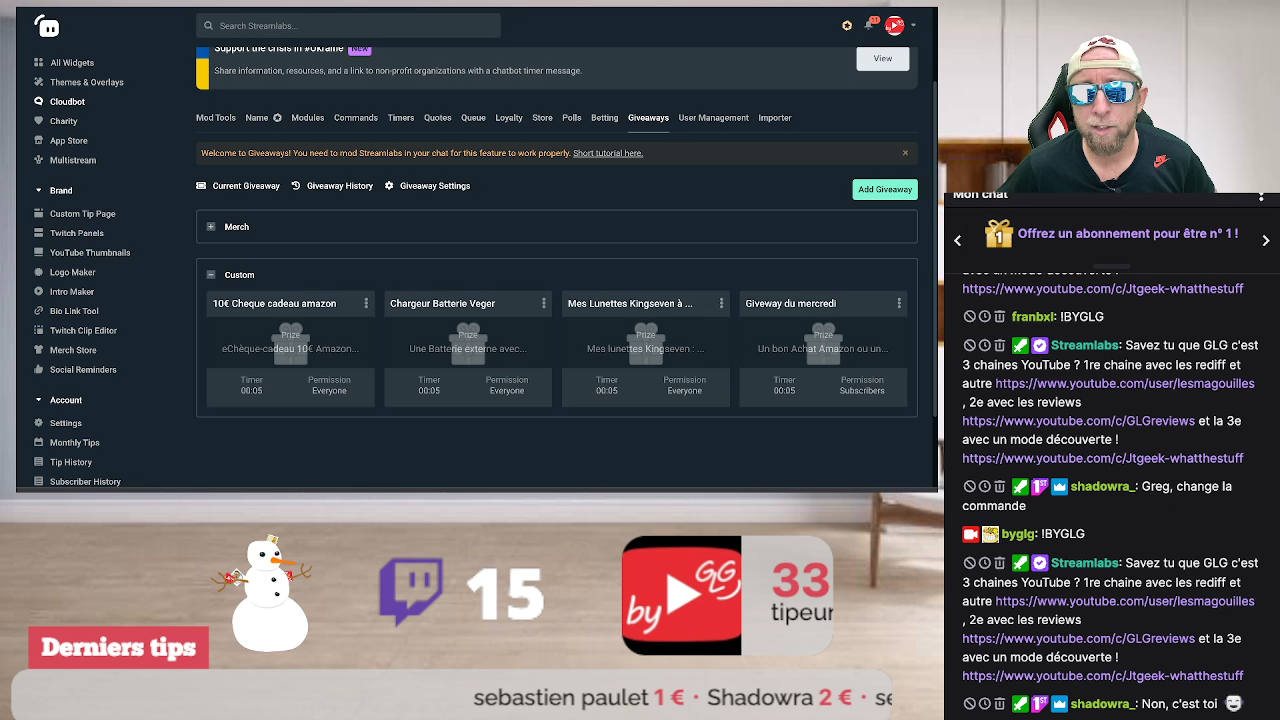 Search Streamlabs...
11
All Widgets
Themes & Overlays
Cloudbot
Charity
App Store
Multistream
Brand
Custom Tip Page
Twitch Panels
YouTube Thumbnails
Logo Maker
Intro Maker
Bio Link Tool
Twitch Clip Editor
Merch Store
Social Reminders
Account
Settings
Monthly Tips
Tip History
Subscriber History
Support the crisis in #Ukraine NEW
Share information, resources, and a link to non-profit organizations with a chatbot timer message.
View
Mod Tools Name Modules Commands Timers Quotes Queue Loyalty Store Polls Betting Giveaways User Management Importer
Welcome to Giveaways! You need to mod Streamlabs in your chat for this feature to work properly. Short tutorial here.
Current Giveaway Giveaway History Giveaway Settings
Add Giveaway
Merch
Custom
10€ Cheque cadeau amazon
Prize
eChèque-cadeau 10€ Amazon...
Timer Permission
00:05 Everyone
Chargeur Batterie Veger
Prize
Une Batterie externe avec...
Timer Permission
00:05 Everyone
Mes Lunettes Kingseven à ...
Prize
Mes lunettes Kingseven : ...
Timer Permission
00:05 Everyone
Giveway du mercredi
Prize
Un bon Achat Amazon ou un...
Timer Permission
00:05 Subscribers
Mon chat
1 Offrez un abonnement pour être n° 1 !
avec un mode découverte !
https://www.youtube.com/c/Jtgeek-whatthestuff
franbxl: !BYGLG
Streamlabs: Savez tu que GLG c'est
3 chaines YouTube ? 1re chaine avec les rediff et
autre https://www.youtube.com/user/lesmagouilles
, 2e avec les reviews
https://www.youtube.com/c/GLGreviews et la 3e
avec un mode découverte !
https://www.youtube.com/c/Jtgeek-whatthestuff
1ST shadowra_: Greg, change la
commande
byglg: !BYGLG
Streamlabs: Savez tu que GLG c'est
3 chaines YouTube ? 1re chaine avec les rediff et
autre https://www.youtube.com/user/lesmagouilles
, 2e avec les reviews
https://www.youtube.com/c/GLGreviews et la 3e
avec un mode découverte !
https://www.youtube.com/c/Jtgeek-whatthestuff
1ST shadowra_: Non, c'est toi
15
by GLG
33
tipeur
Derniers tips
sebastien paulet 1 € · Shadowra 2 € · se